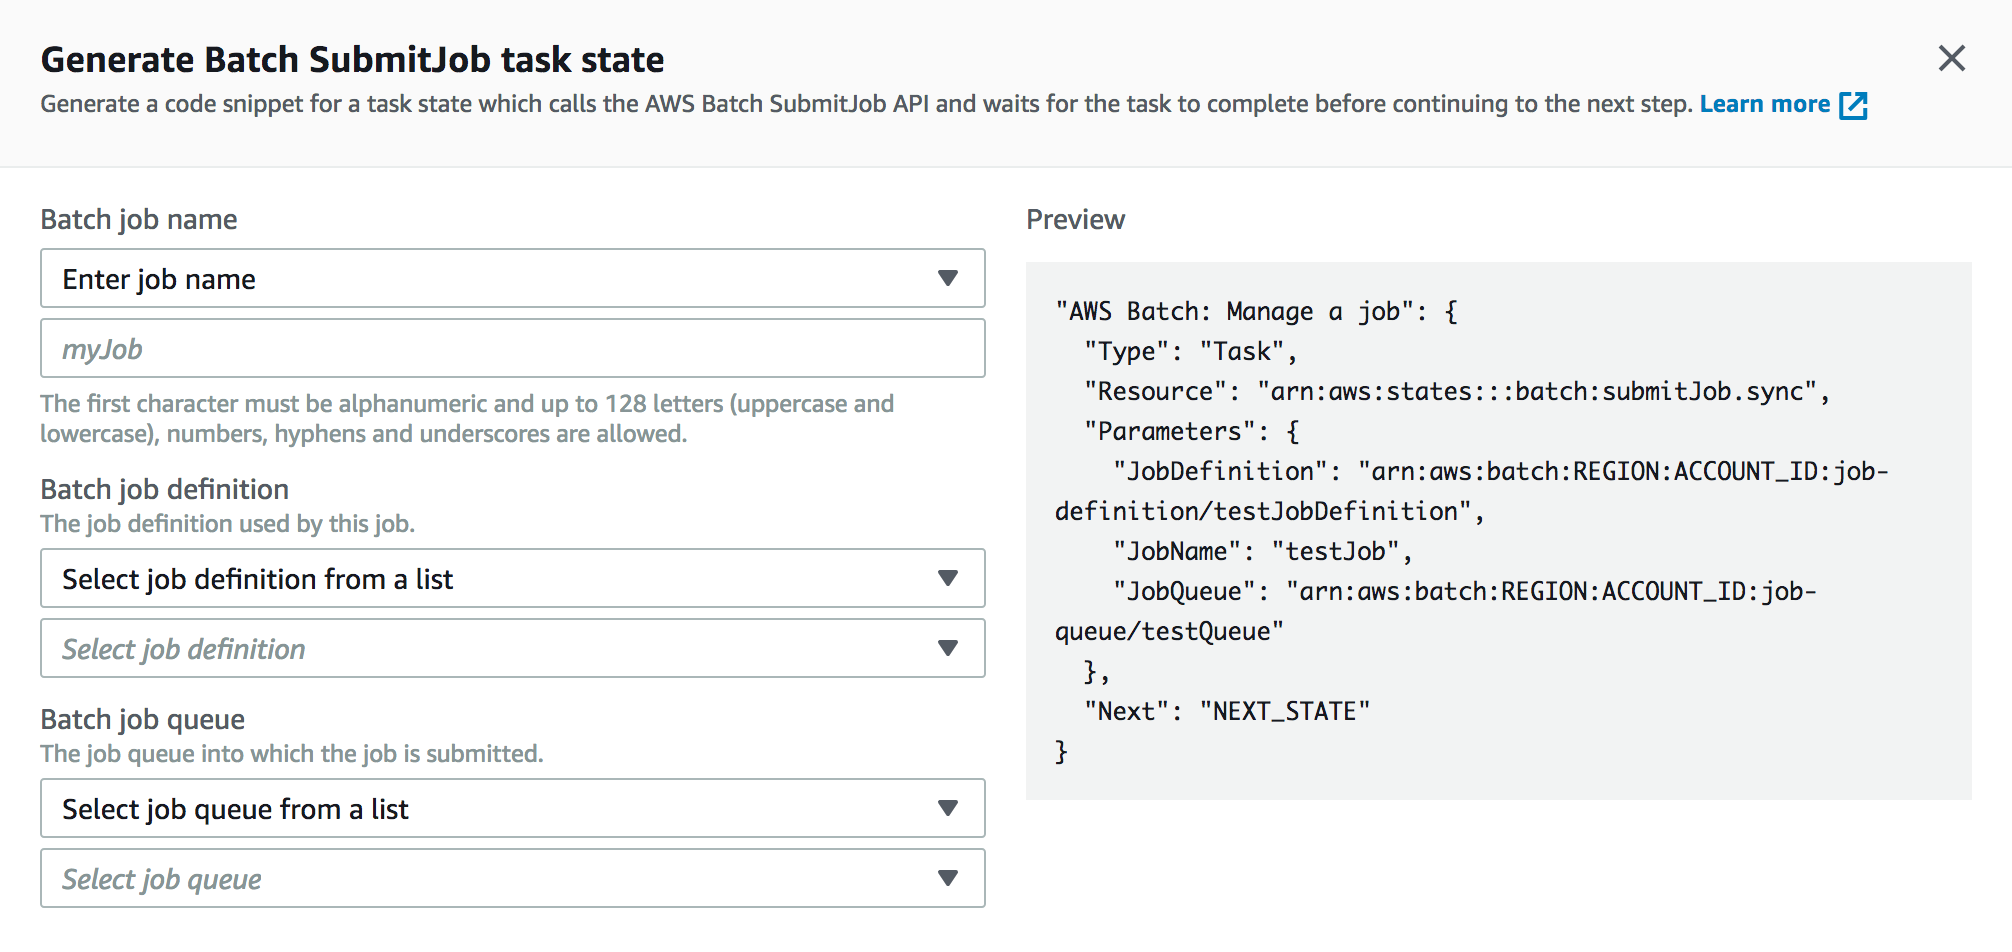 Generate Batch SubmitJob task state
Generate a code snippet for a task state which calls the AWS Batch SubmitJob API and waits for the task to complete before continuing to the next step. Learn more
Batch job name
Enter job name
myJob
The first character must be alphanumeric and up to 128 letters (uppercase and
lowercase), numbers, hyphens and underscores are allowed.
Batch job definition
The job definition used by this job.
Select job definition from a list
Select job definition
Batch job queue
The job queue into which the job is submitted.
Select job queue from a list
Select job queue
Preview
"AWS Batch: Manage a job": {
  "Type": "Task",
  "Resource": "arn:aws:states:::batch:submitJob.sync",
  "Parameters": {
    "JobDefinition": "arn:aws:batch:REGION:ACCOUNT_ID:job-
definition/testJobDefinition",
    "JobName": "testJob",
    "JobQueue": "arn:aws:batch:REGION:ACCOUNT_ID:job-
queue/testQueue"
  },
  "Next": "NEXT_STATE"
}